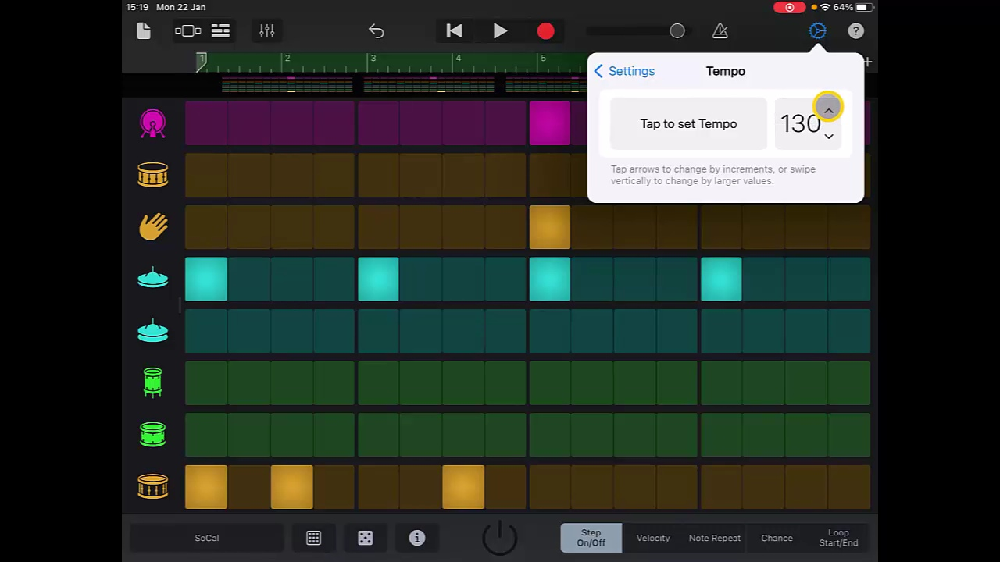 15:19 Mon 22 Jan
64%
1 2 3 4 5
Settings
Tempo
Tap to set Tempo
130
Tap arrows to change by increments, or swipe
vertically to change by larger values.
SoCal
Step
On/Off
Velocity
Note Repeat
Chance
Loop
Start/End